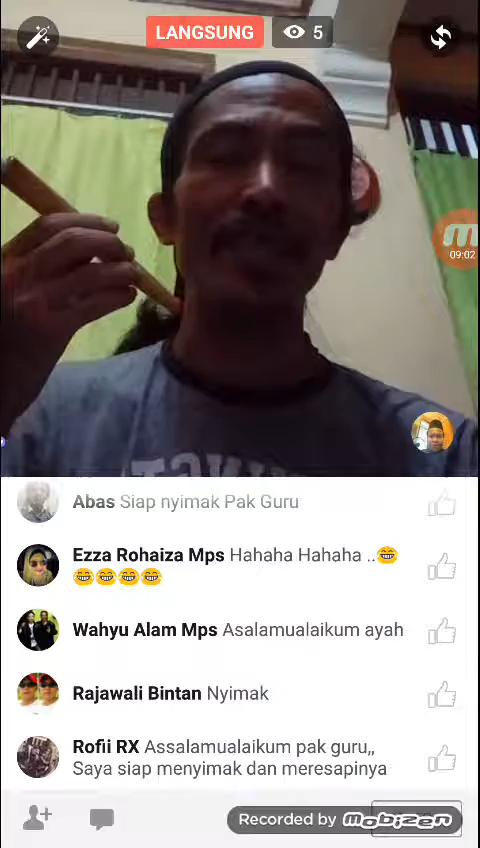 LANGSUNG 5
09:02
Abas Siap nyimak Pak Guru
Ezza Rohaiza Mps Hahaha Hahaha ..😂
😂😂😂😂
Wahyu Alam Mps Asalamualaikum ayah
Rajawali Bintan Nyimak
Rofii RX Assalamualaikum pak guru,,
Saya siap menyimak dan meresapinya
Recorded by mobizen